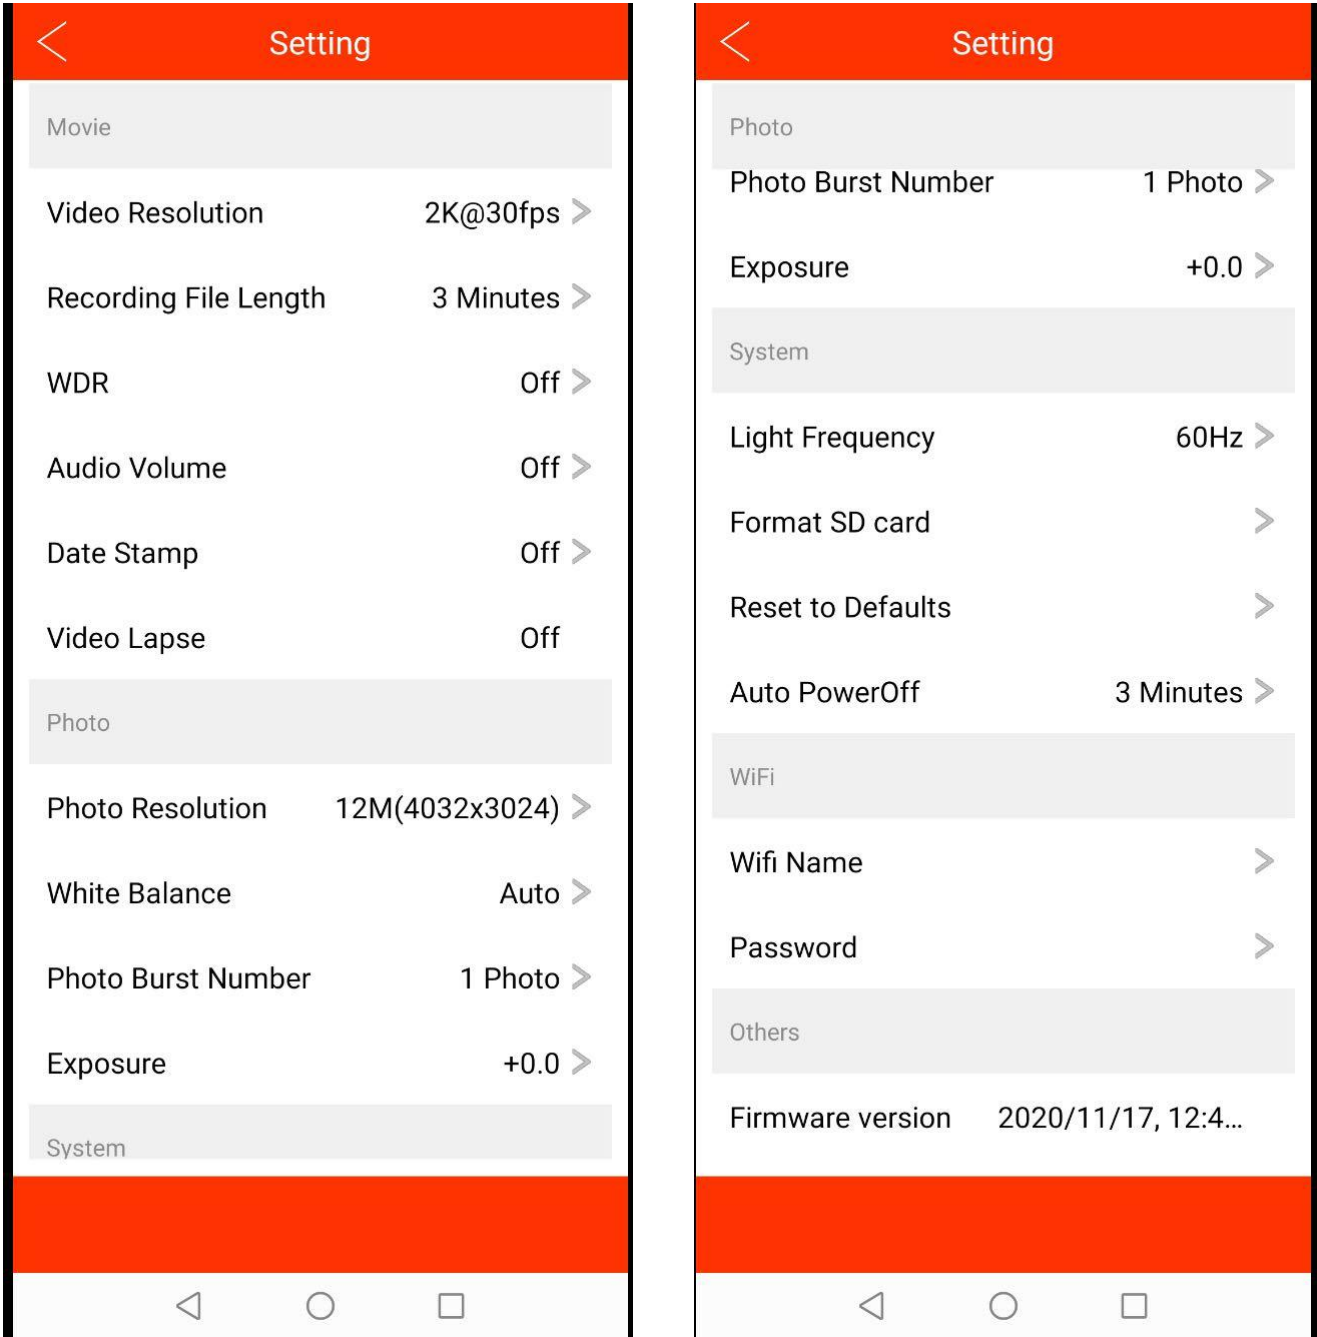 Setting
Movie
Video Resolution 2K@30fps
Recording File Length 3 Minutes
WDR Off
Audio Volume Off
Date Stamp Off
Video Lapse Off
Photo
Photo Resolution 12M(4032x3024)
White Balance Auto
Photo Burst Number 1 Photo
Exposure +0.0
System
Setting
Photo
Photo Burst Number 1 Photo
Exposure +0.0
System
Light Frequency 60Hz
Format SD card
Reset to Defaults
Auto PowerOff 3 Minutes
WiFi
Wifi Name
Password
Others
Firmware version 2020/11/17, 12:4...